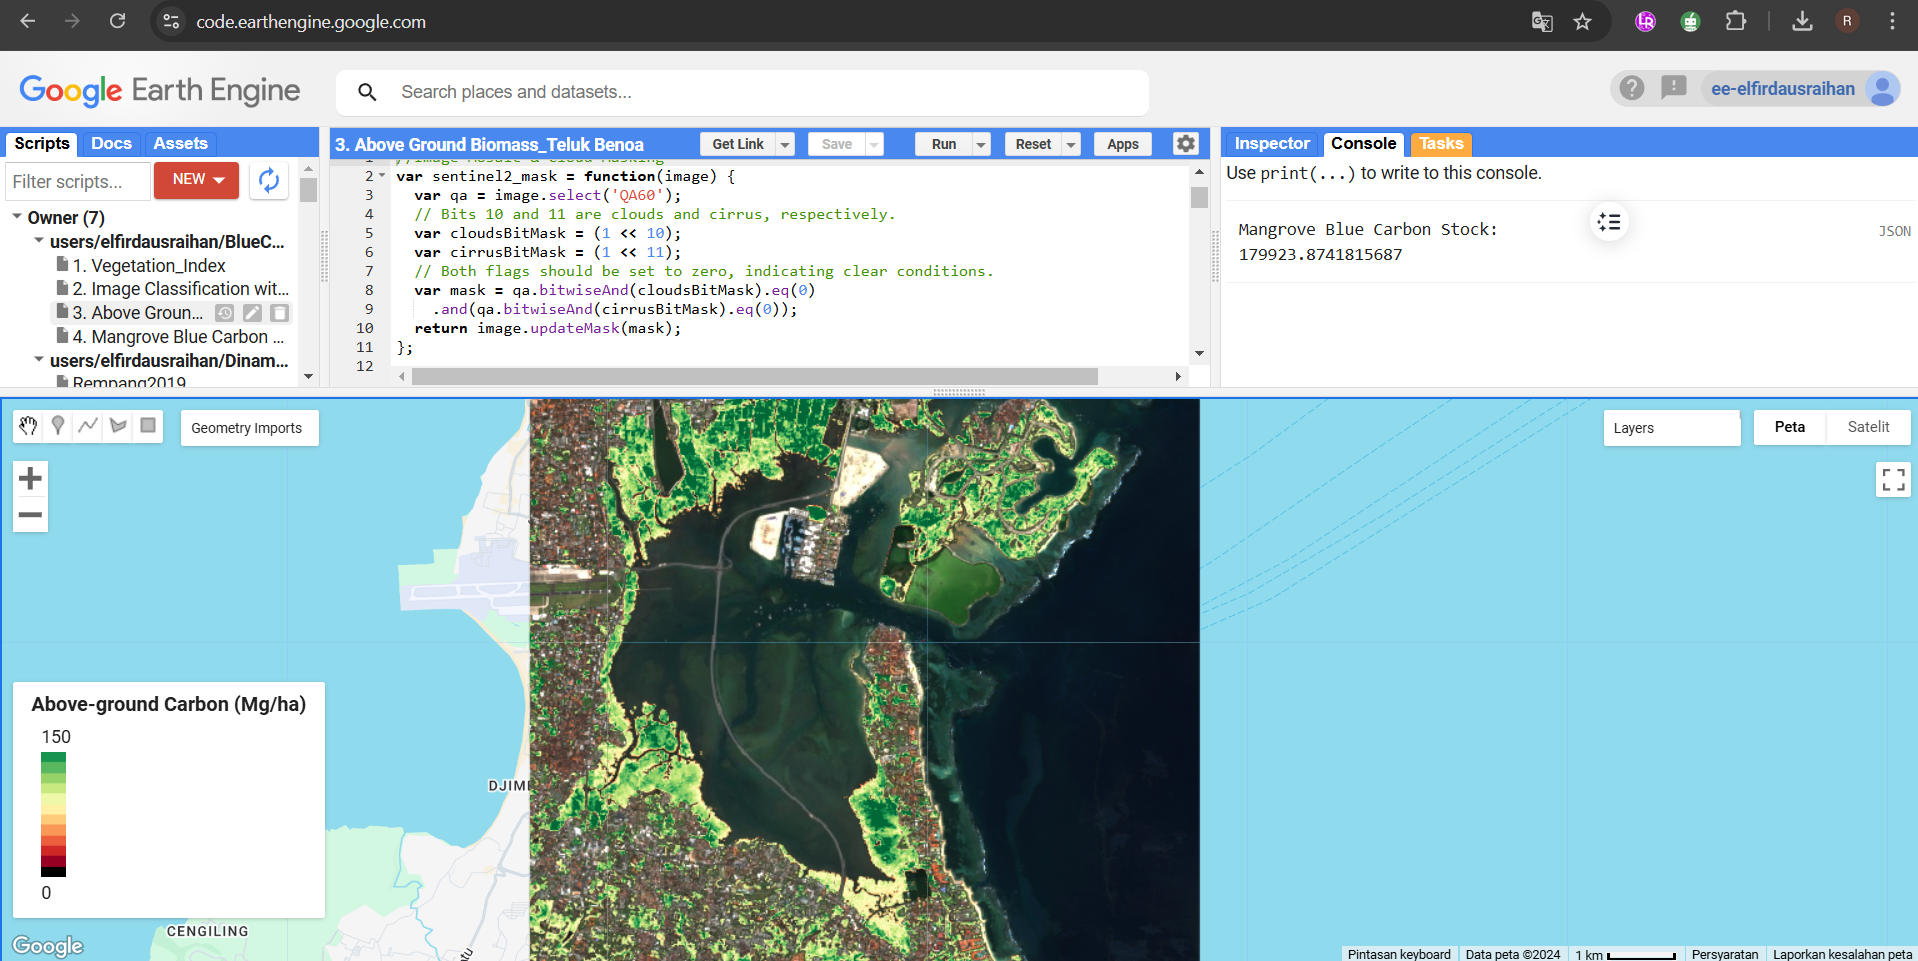 code.earthengine.google.com
R
Google Earth Engine
Search places and datasets...
ee-elfirdausraihan
Scripts Docs Assets
Filter scripts... NEW
Owner (7)
users/elfirdausraihan/BlueC...
1. Vegetation_Index
2. Image Classification wit...
3. Above Groun...
4. Mangrove Blue Carbon ...
users/elfirdausraihan/Dinam...
Rempang2019
3. Above Ground Biomass_Teluk Benoa
Get Link Save Run Reset Apps
1 //Image Mosaic & Cloud Masking
2 var sentinel2_mask = function(image) {
3 var qa = image.select('QA60');
4 // Bits 10 and 11 are clouds and cirrus, respectively.
5 var cloudsBitMask = (1 << 10);
6 var cirrusBitMask = (1 << 11);
7 // Both flags should be set to zero, indicating clear conditions.
8 var mask = qa.bitwiseAnd(cloudsBitMask).eq(0)
9 .and(qa.bitwiseAnd(cirrusBitMask).eq(0));
10 return image.updateMask(mask);
11 };
12
Inspector Console Tasks
Use print(...) to write to this console.
Mangrove Blue Carbon Stock:
JSON
179923.8741815687
Geometry Imports
Layers
Peta Satelit
Above-ground Carbon (Mg/ha)
150
0
DJIM
CENGILING
tu
Google
Pintasan keyboard Data peta ©2024 1 km Persyaratan Laporkan kesalahan peta